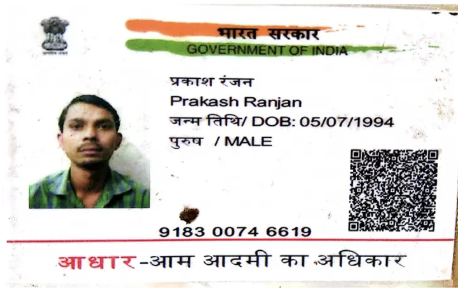 भारत सरकार
GOVERNMENT OF INDIA
प्रकाश रंजन
Prakash Ranjan
जन्म तिथि/ DOB: 05/07/1994
पुरुष / MALE
9183 0074 6619
आधार-आम आदमी का अधिकार